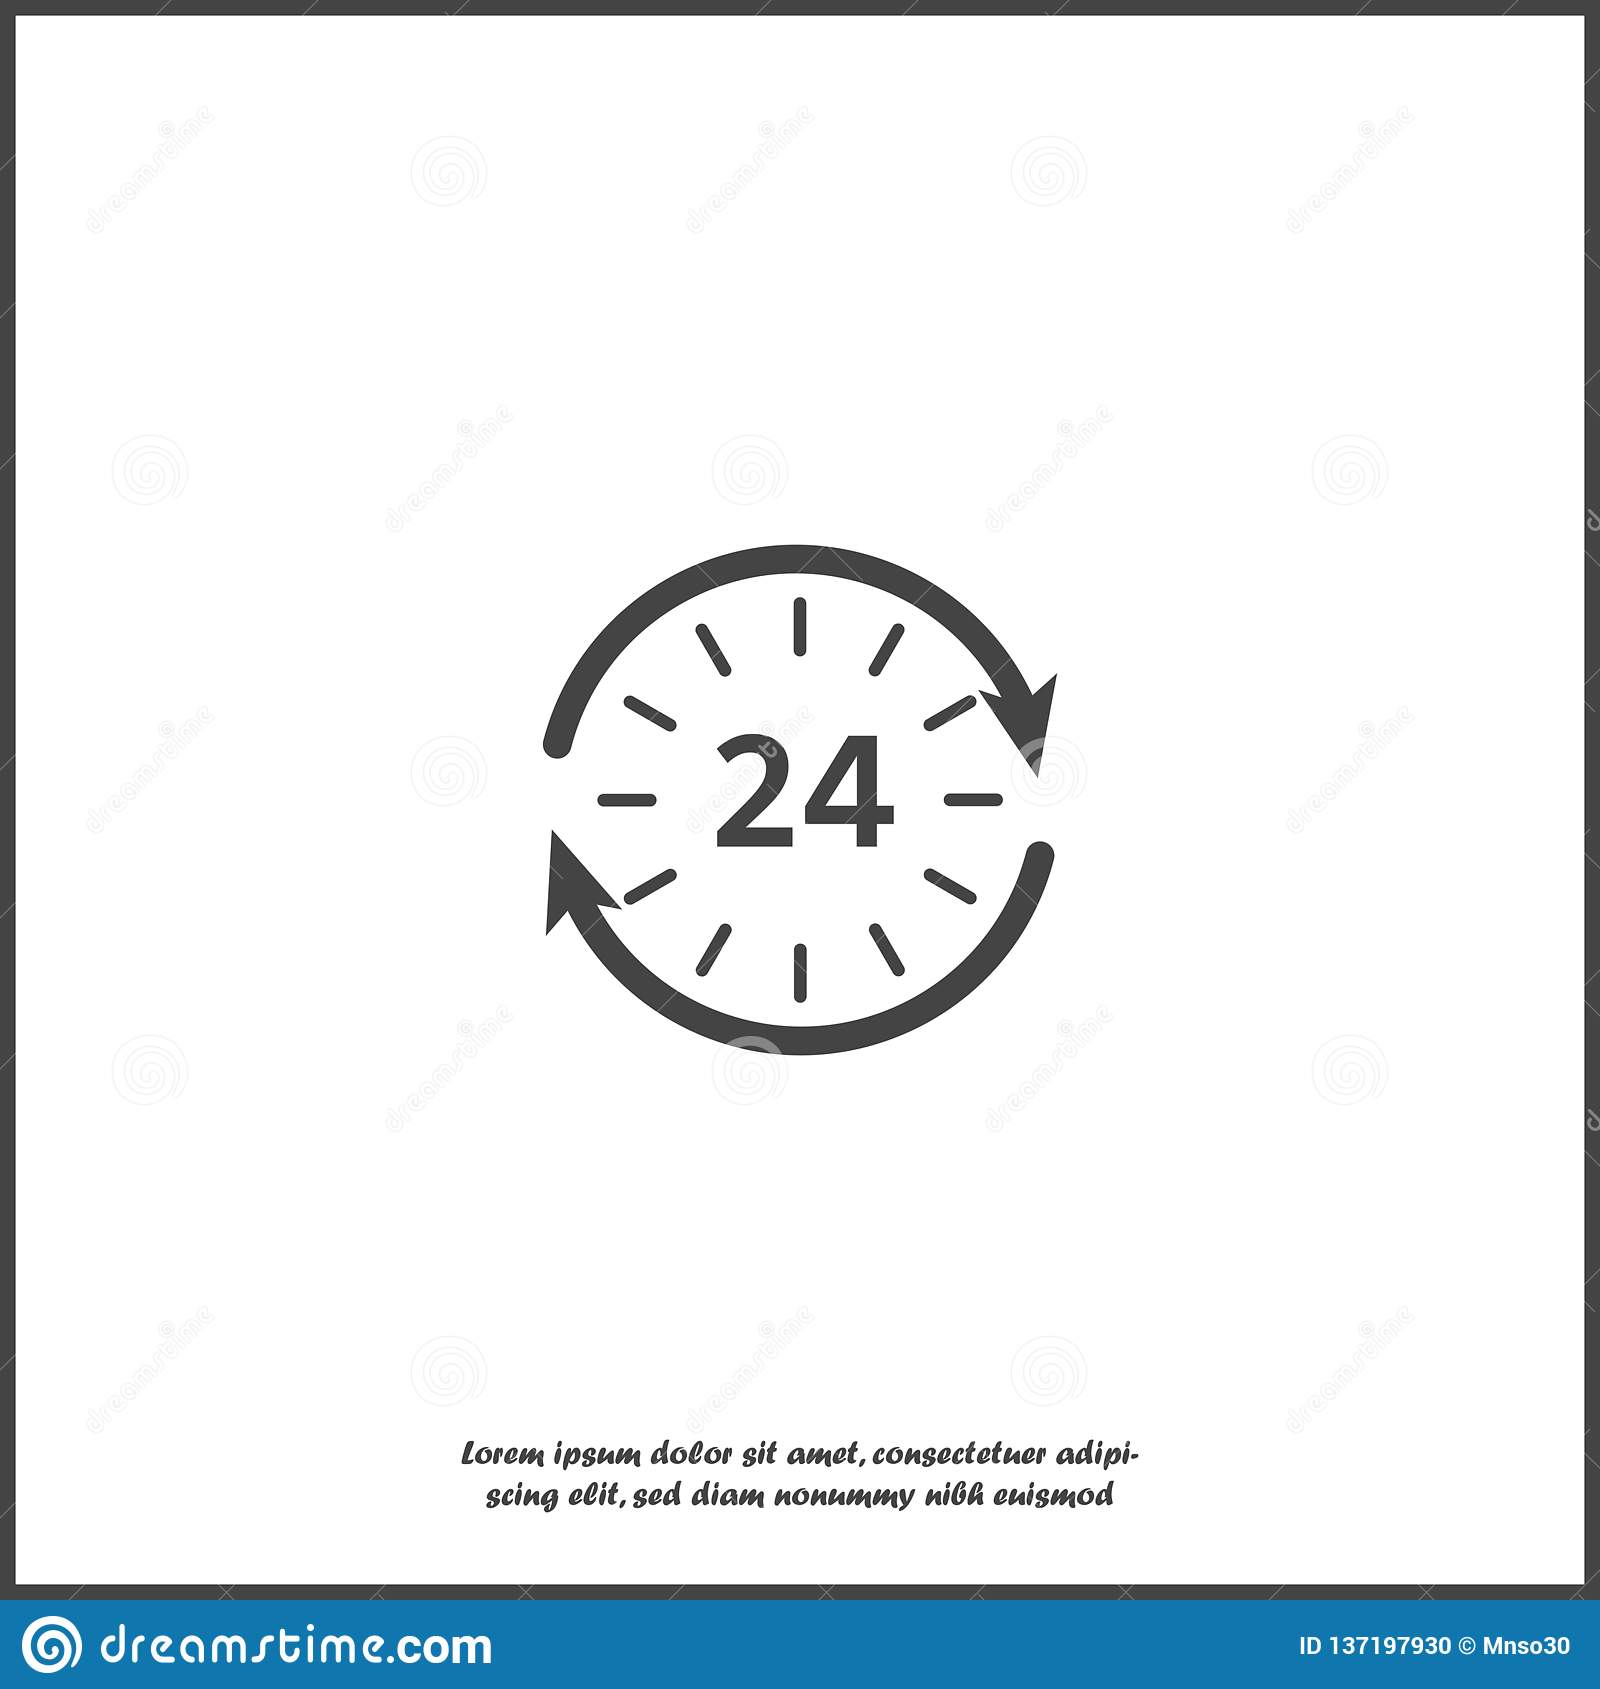 24
Lorem ipsum dolor sit amet, consectetuer adipi-
scing elit, sed diam nonummy nibh euismod
dreamstime.com
ID 137197930 © Mnso30